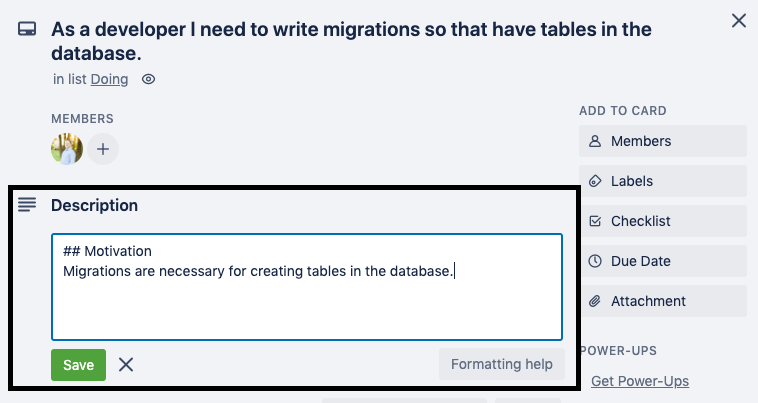 As a developer I need to write migrations so that have tables in the
database.
in list Doing
MEMBERS
Description
## Motivation
Migrations are necessary for creating tables in the database.
Save
Formatting help
ADD TO CARD
Members
Labels
Checklist
Due Date
Attachment
POWER-UPS
Get Power-Ups